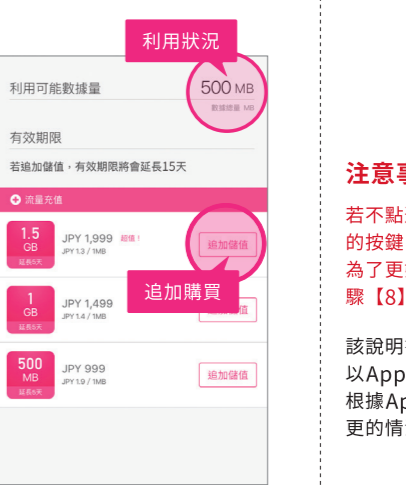 利用狀況
利用可能數據量
500 MB
數據總量 MB
有效期限
若追加儲值，有效期限將會延長15天
流量充值
1.5
GB
延長5天
JPY 1,999 超值！
JPY 1.3 / 1MB
追加儲值
追加購買
1
GB
延長5天
JPY 1,499
JPY 1.4 / 1MB
值
500
MB
延長5天
JPY 999
JPY 1.9 / 1MB
追加儲值
注意事
若不點
的按鍵
為了更
驟【8】
該說明
以App
根據Ap
更的情